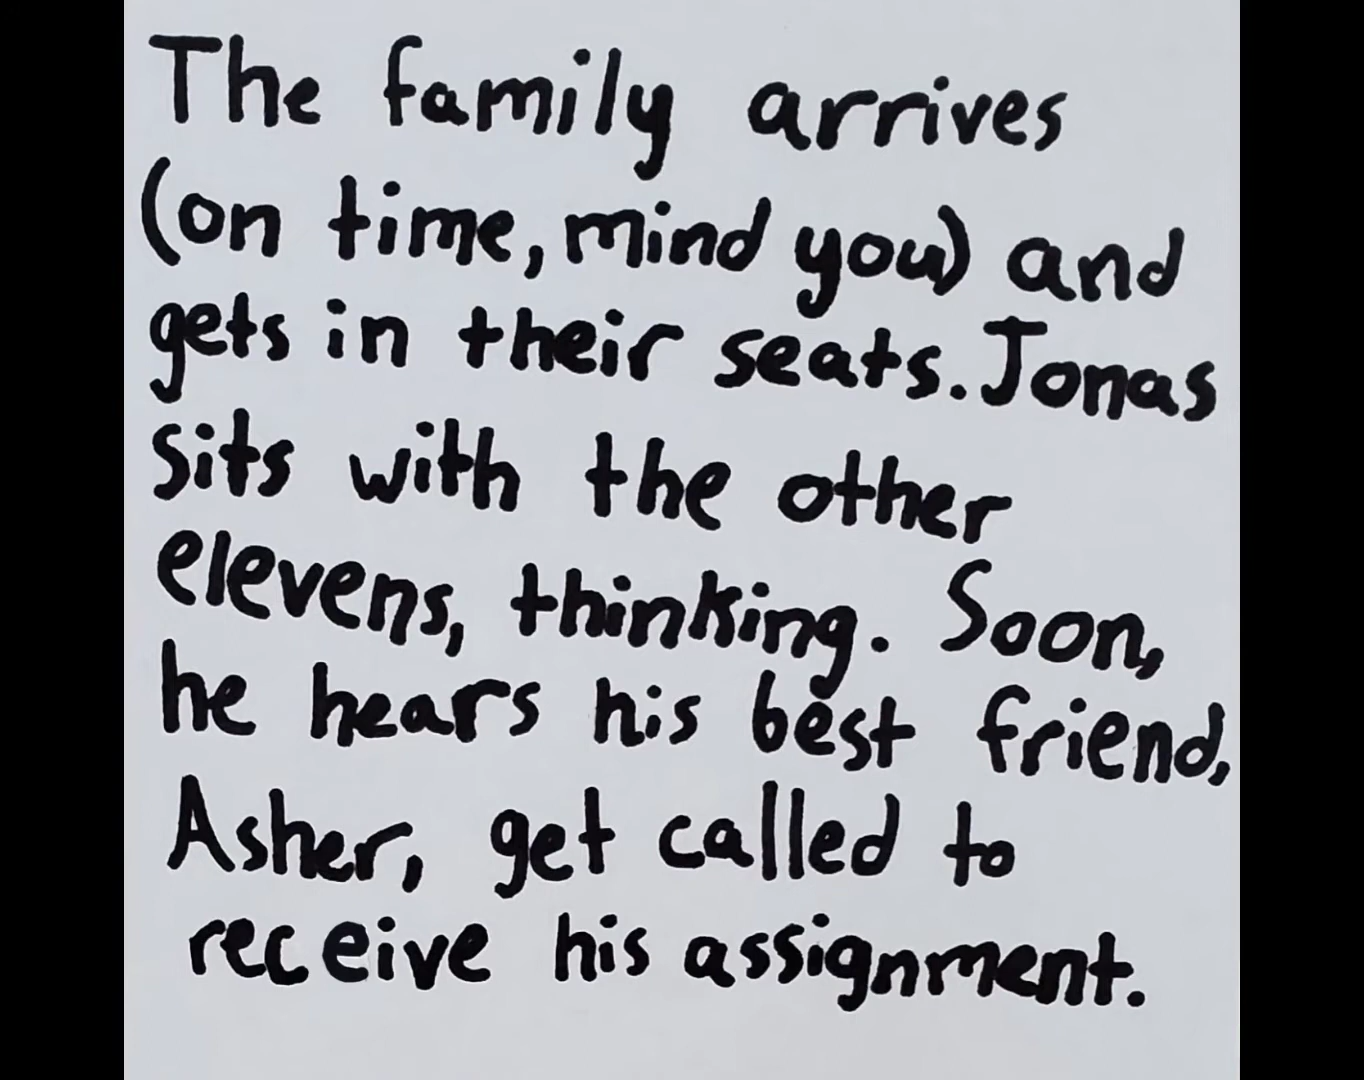 The family arrives
(on time, mind you) and
gets in their seats. Jonas
sits with the other
elevens, thinking. Soon,
he hears his best friend,
Asher, get called to
receive his assignment.